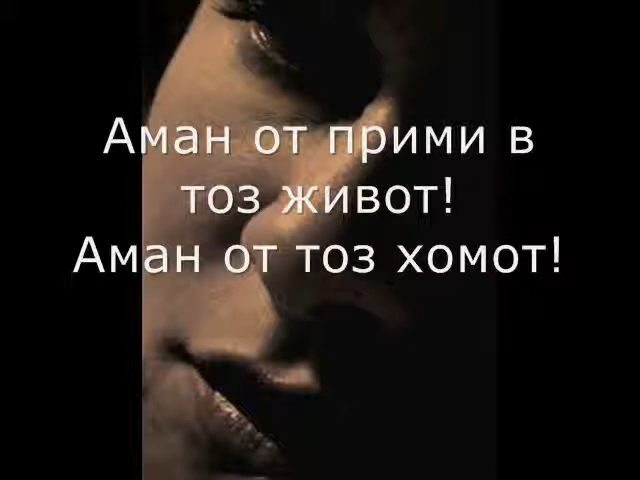 Аман от прими в
тоз живот!
Аман от тоз хомот!